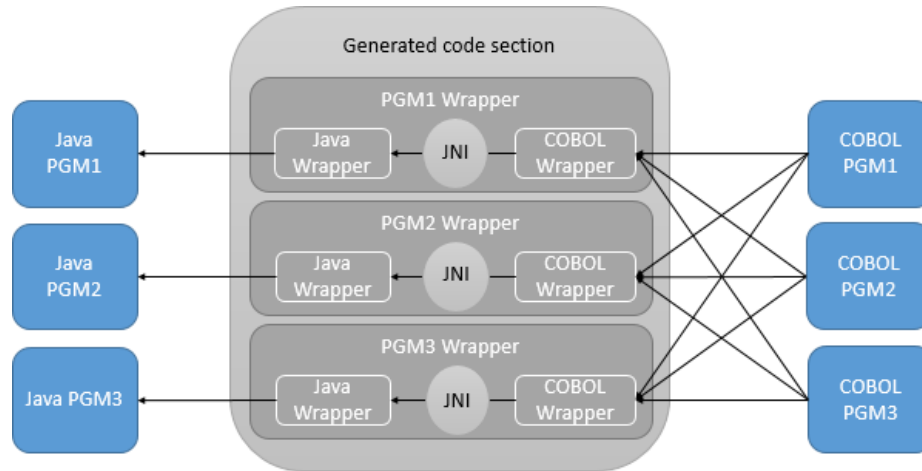 Generated code section
PGM1 Wrapper
Java
PGM1
Java
Wrapper
JNI
COBOL
Wrapper
COBOL
PGM1
PGM2 Wrapper
Java
PGM2
Java
Wrapper
JNI
COBOL
Wrapper
COBOL
PGM2
PGM3 Wrapper
Java PGM3
Java
Wrapper
JNI
COBOL
Wrapper
COBOL
PGM3